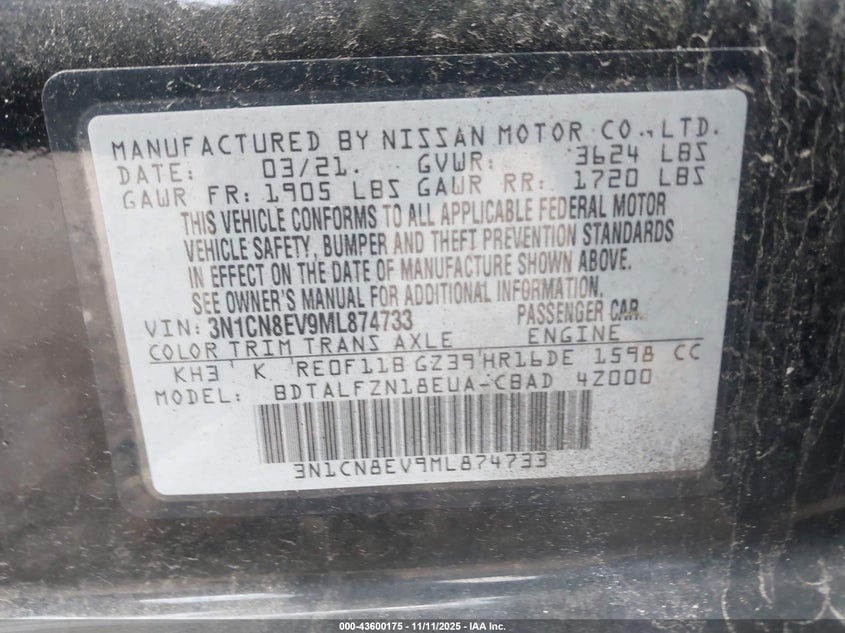 MANUFACTURED BY NISSAN MOTOR CO.,LTD.
DATE: 03/21. GVWR: 3624 LBS
GAWR FR: 1905 LBS GAWR RR: 1720 LBS
THIS VEHICLE CONFORMS TO ALL APPLICABLE FEDERAL MOTOR
VEHICLE SAFETY, BUMPER AND THEFT PREVENTION STANDARDS
IN EFFECT ON THE DATE OF MANUFACTURE SHOWN ABOVE.
SEE OWNER'S MANUAL FOR ADDITIONAL INFORMATION.
VIN: 3N1CN8EV9ML874733 PASSENGER CAR
COLOR TRIM TRANS AXLE ENGINE
KH3 K RE0F11B GZ39 HR16DE 1598 CC
MODEL: BDTALFZN18EUA-CBAD 4Z000
3N1CN8EV9ML874733
000-43600175 - 11/11/2025 - IAA Inc.